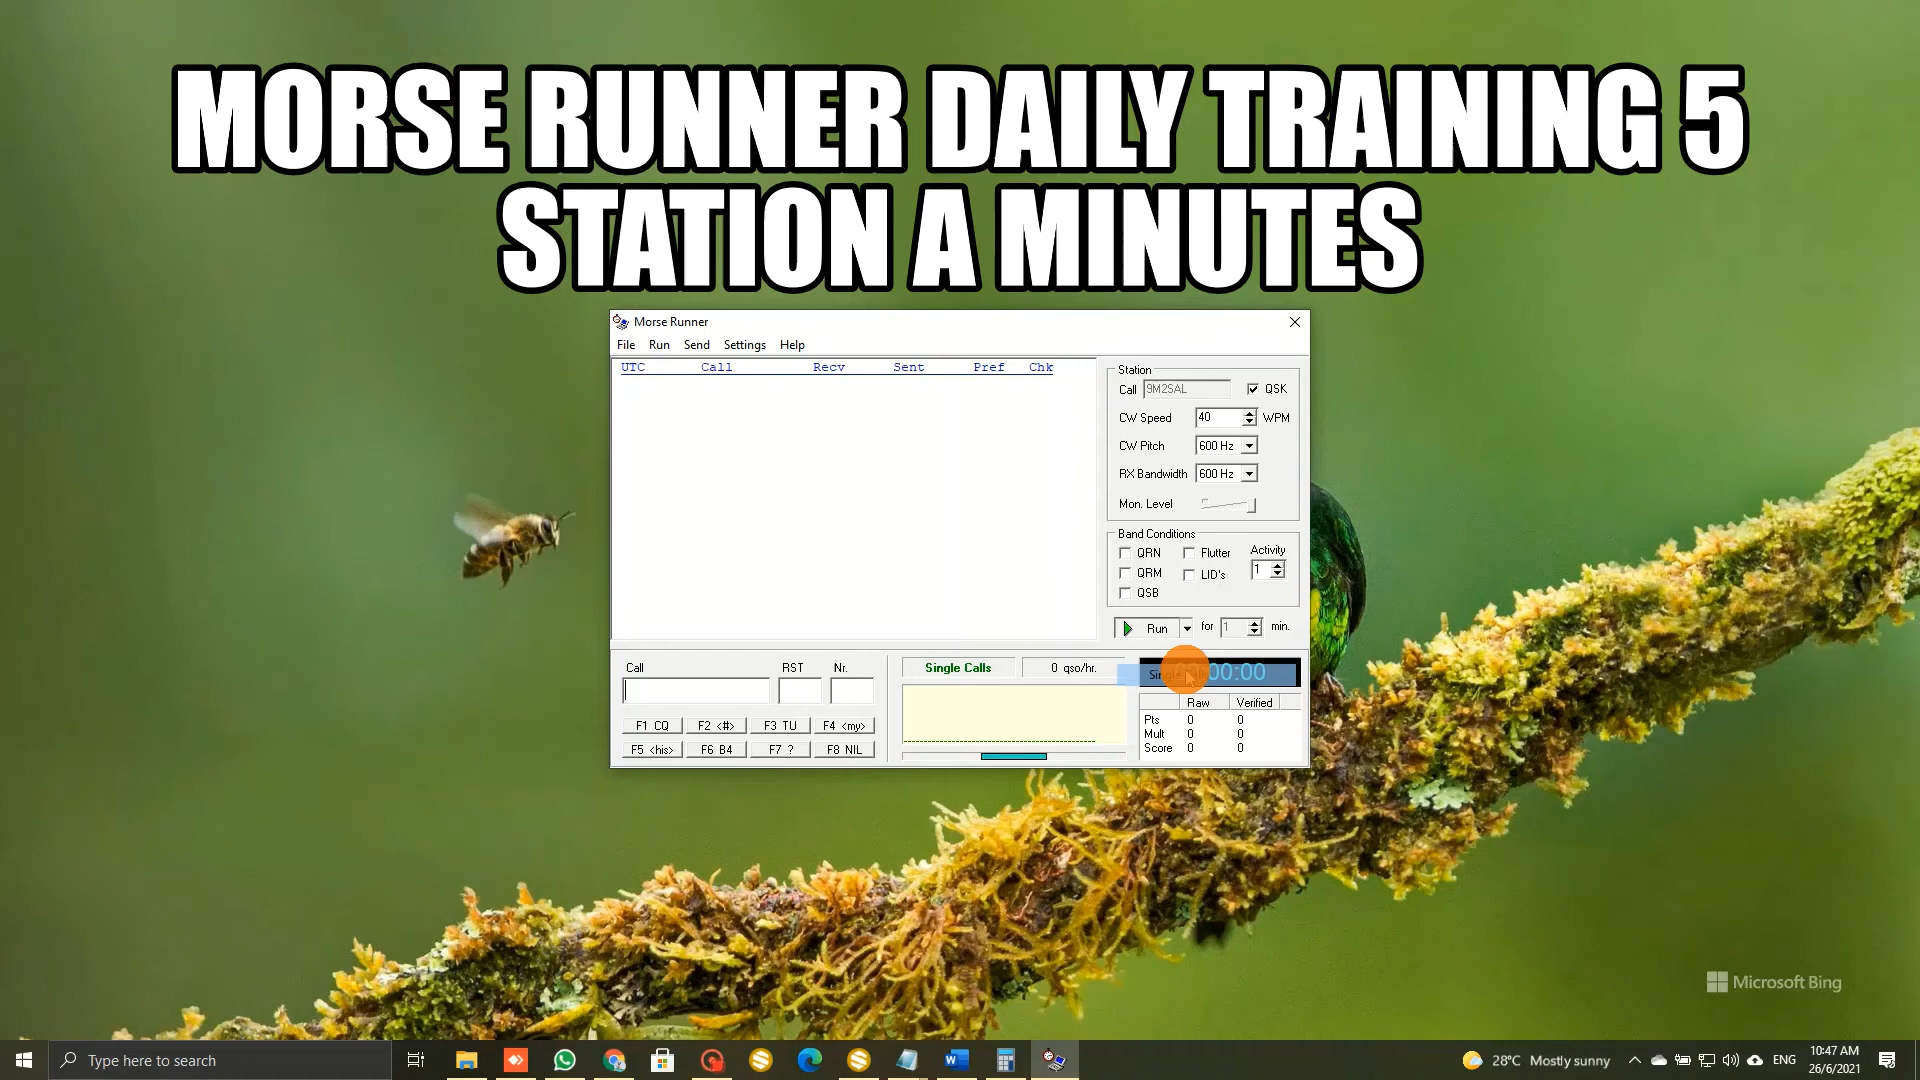 MORSE RUNNER DAILY TRAINING 5
STATION A MINUTES
Morse Runner
File Run Send Settings Help
UTC Call Recv Sent Pref Chk
Station
Call 9M2SAL QSK
CW Speed 40 WPM
CW Pitch 600 Hz
RX Bandwidth 600 Hz
Mon. Level
Band Conditions
QRN Flutter Activity
QRM LID's 1
QSB
Run for 1 min.
Call RST Nr.
Single Calls 0 qso/hr.
00:00
Raw Verified
Pts 0 0
Mult 0 0
Score 0 0
F1 CQ F2 <#> F3 TU F4 <my>
F5 <his> F6 B4 F7 ? F8 NIL
Microsoft Bing
Type here to search
28°C Mostly sunny
ENG
10:47 AM
26/6/2021